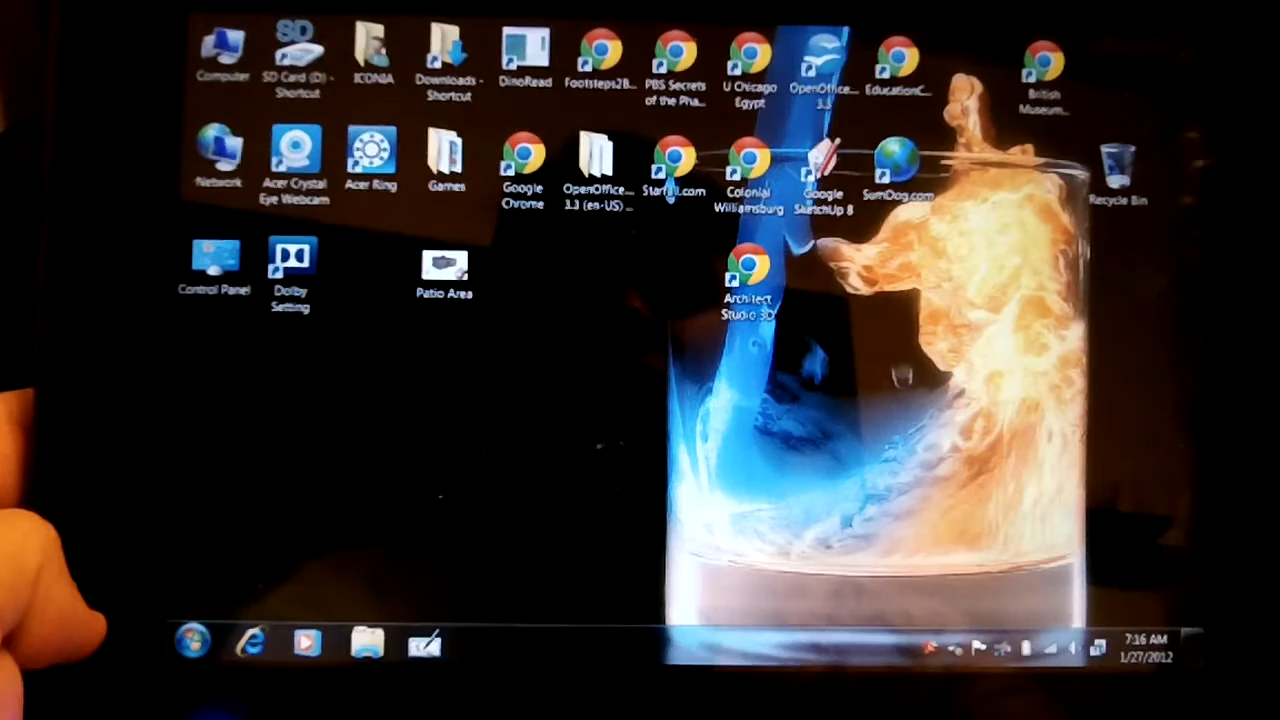 SD
Computer
SD Card (D) -
Shortcut
ICONIA
Downloads -
Shortcut
DinoRead
Footsteps2B...
PBS Secrets
of the Pha...
U Chicago
Egypt
OpenOffice...
3.3
EducationC...
British
Museum...
Network
Acer Crystal
Eye Webcam
Acer Ring
Games
Google
Chrome
OpenOffice...
3.3 (en-US) ...
Starfall.com
Colonial
Williamsburg
Google
SketchUp 8
SumDog.com
Recycle Bin
Control Panel
Dolby
Setting
Patio Area
Architect
Studio 3D
7:16 AM
1/27/2012